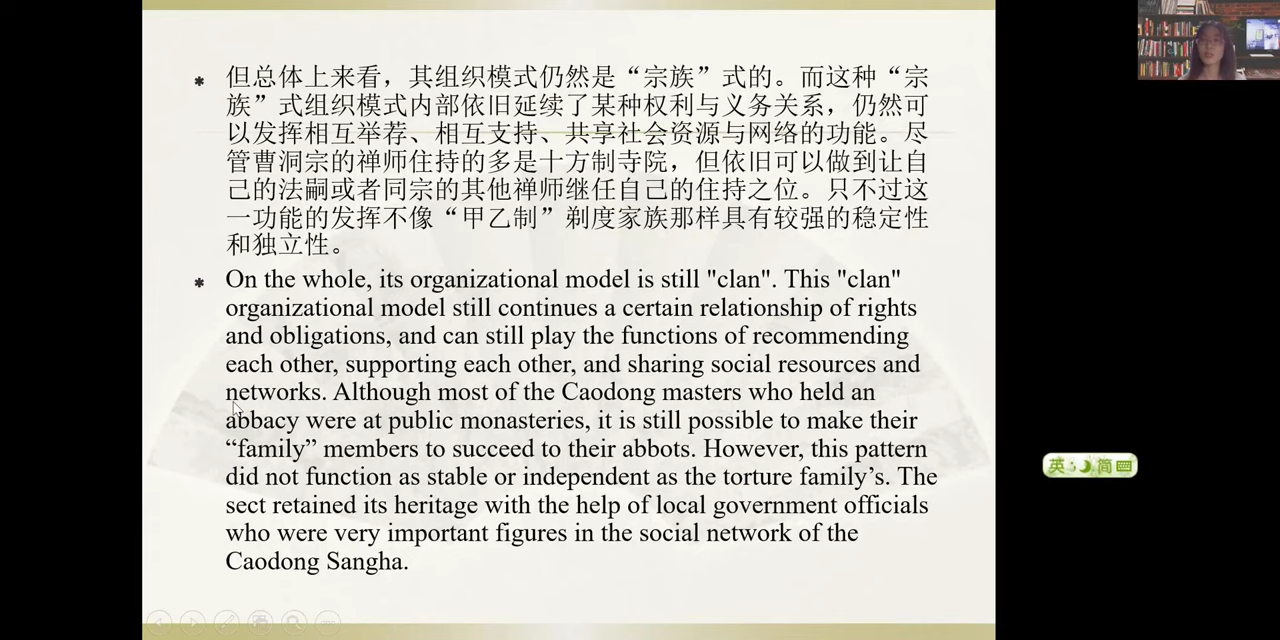 但总体上来看，其组织模式仍然是“宗族”式的。而这种“宗
族”式组织模式内部依旧延续了某种权利与义务关系，仍然可
以发挥相互举荐、相互支持、共享社会资源与网络的功能。尽
管曹洞宗的禅师住持的多是十方制寺院，但依旧可以做到让自
己的法嗣或者同宗的其他禅师继任自己的住持之位。只不过这
一功能的发挥不像“甲乙制”剃度家族那样具有较强的稳定性
和独立性。
On the whole, its organizational model is still "clan". This "clan"
organizational model still continues a certain relationship of rights
and obligations, and can still play the functions of recommending
each other, supporting each other, and sharing social resources and
networks. Although most of the Caodong masters who held an
abbacy were at public monasteries, it is still possible to make their
“family” members to succeed to their abbots. However, this pattern
did not function as stable or independent as the torture family’s. The
sect retained its heritage with the help of local government officials
who were very important figures in the social network of the
Caodong Sangha.
英 简